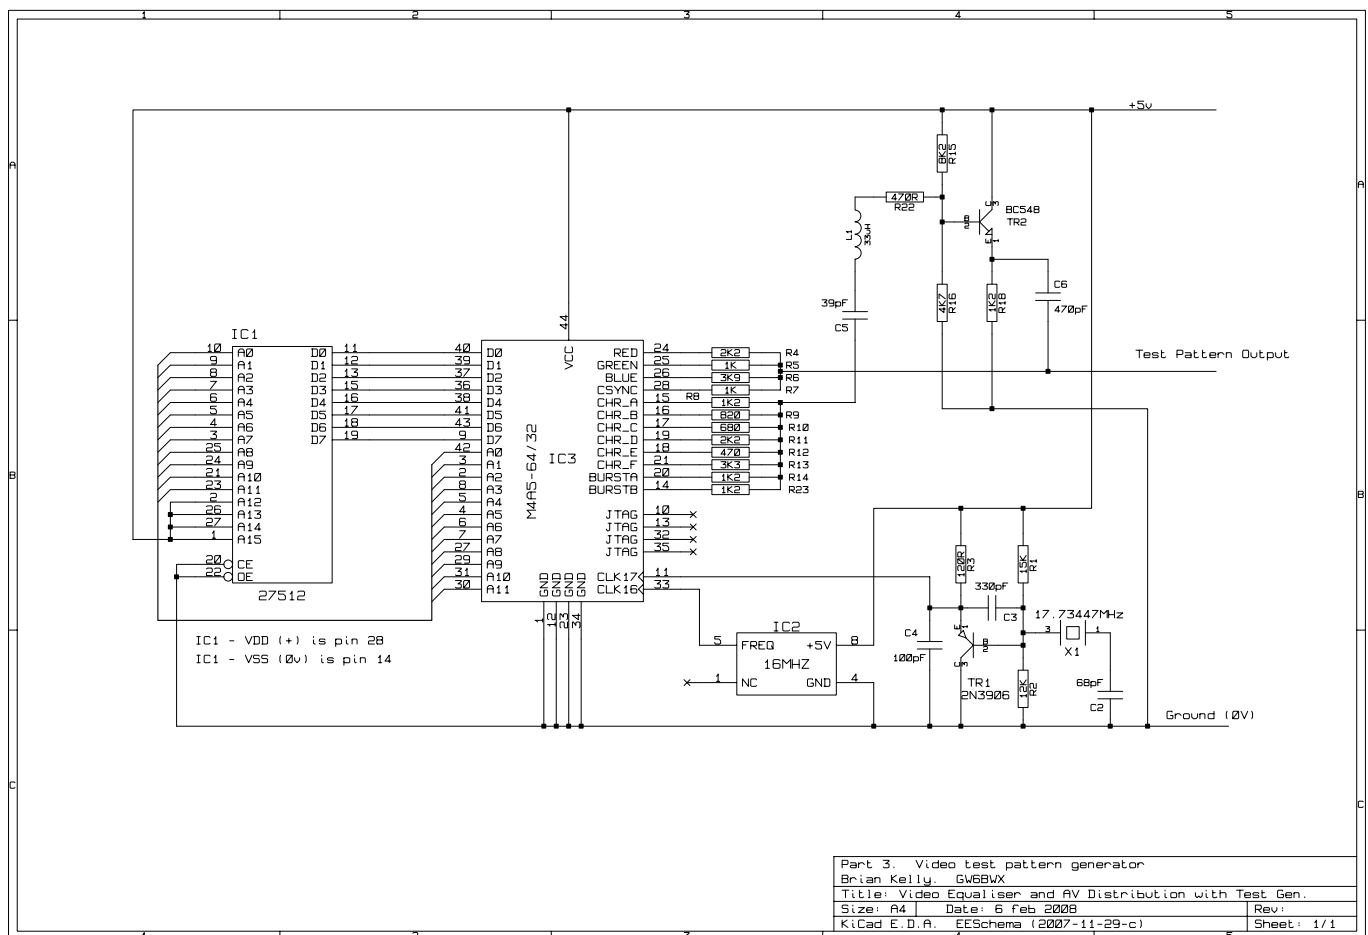 1 2 3 4 5
A
A
B
B
C
C
+5v
8K2
R15
470R
R22
L1
33uH
C 3
B 2
E 1
BC548
TR2
4K7
R16
1K2
R18
C6
470pF
39pF
C5
Test Pattern Output
IC1
10 A0 D0 11
9 A1 D1 12
8 A2 D2 13
7 A3 D3 15
6 A4 D4 16
5 A5 D5 17
4 A6 D6 18
3 A7 D7 19
25 A8
24 A9
21 A10
23 A11
2 A12
26 A13
27 A14
1 A15
20 CE
22 OE
27512
IC1 - VDD (+) is pin 28
IC1 - VSS (0v) is pin 14
44
VCC
M4A5-64/32
IC3
40 D0 RED 24 2K2 R4
39 D1 GREEN 25 1K R5
37 D2 BLUE 26 3K9 R6
36 D3 CSYNC 28 1K R7
38 D4 CHR_A 15 R8 1K2
41 D5 CHR_B 16 820 R9
43 D6 CHR_C 17 680 R10
9 D7 CHR_D 19 2K2 R11
42 A0 CHR_E 18 470 R12
3 A1 CHR_F 21 3K3 R13
2 A2 BURSTA 20 1K2 R14
8 A3 BURSTB 14 1K2 R23
5 A4
4 A5 JTAG 10
6 A6 JTAG 13
7 A7 JTAG 32
27 A8 JTAG 35
29 A9
31 A10 CLK17 11
30 A11 CLK16 33
GND GND GND GND
1 12 23 34
IC2
5 FREQ +5V 8
16MHZ
1 NC GND 4
120R
R3
15K
R1
330pF
C3
17.73447MHz
3 1
X1
C4
100pF
E 1
B 2
C 3
TR1
2N3906
12K
R2
68pF
C2
Ground (0V)
Part 3. Video test pattern generator
Brian Kelly. GW6BWX
Title: Video Equaliser and AV Distribution with Test Gen.
Size: A4 Date: 6 feb 2008 Rev:
KiCad E.D.A. EESchema (2007-11-29-c) Sheet: 1/1
1 2 3 4 5